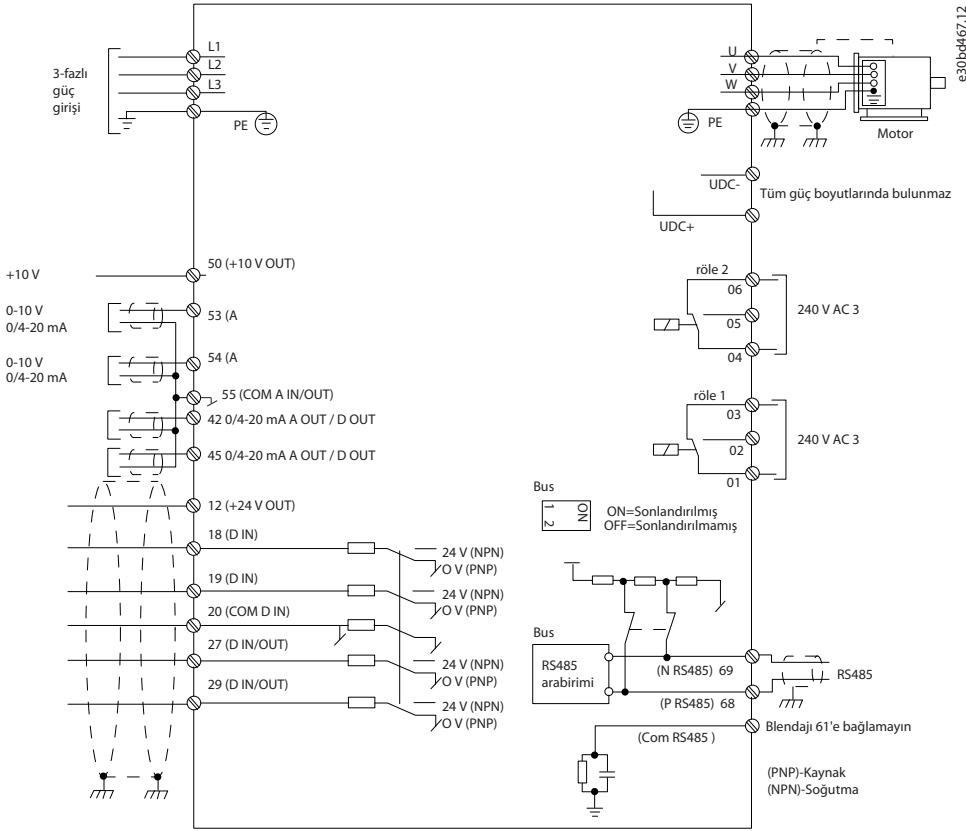 e30bd467.12
3-fazlı
güç
girişi
L1
L2
L3
PE
U
V
W
PE
Motor
UDC-
Tüm güç boyutlarında bulunmaz
UDC+
+10 V
50 (+10 V OUT)
0-10 V
0/4-20 mA
53 (A
0-10 V
0/4-20 mA
54 (A
55 (COM A IN/OUT)
42 0/4-20 mA A OUT / D OUT
45 0/4-20 mA A OUT / D OUT
12 (+24 V OUT)
18 (D IN)
24 V (NPN)
O V (PNP)
19 (D IN)
24 V (NPN)
O V (PNP)
20 (COM D IN)
27 (D IN/OUT)
24 V (NPN)
O V (PNP)
29 (D IN/OUT)
24 V (NPN)
O V (PNP)
röle 2
06
05
04
240 V AC 3
röle 1
03
02
01
240 V AC 3
Bus
1
2
ON
ON=Sonlandırılmış
OFF=Sonlandırılmamış
Bus
RS485
arabirimi
(N RS485) 69
RS485
(P RS485) 68
(Com RS485 )
Blendajı 61'e bağlamayın
(PNP)-Kaynak
(NPN)-Soğutma